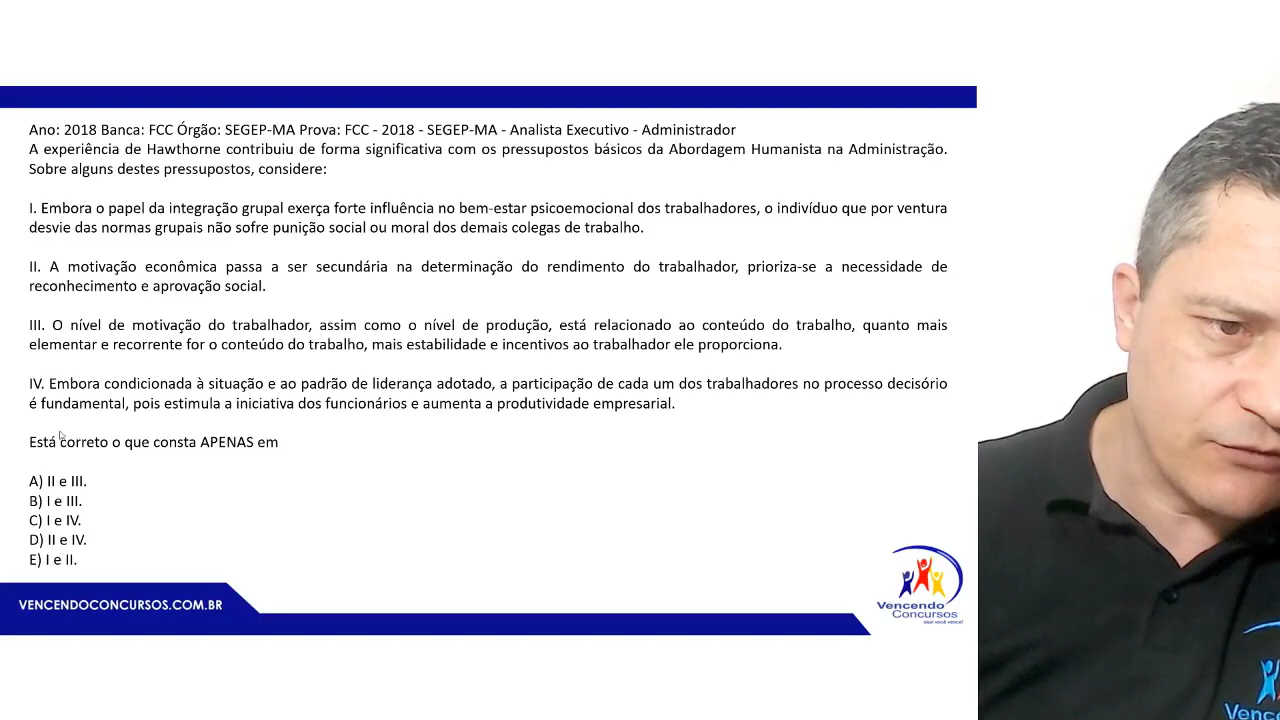 Ano: 2018 Banca: FCC Órgão: SEGEP-MA Prova: FCC - 2018 - SEGEP-MA - Analista Executivo - Administrador
A experiência de Hawthorne contribuiu de forma significativa com os pressupostos básicos da Abordagem Humanista na Administração.
Sobre alguns destes pressupostos, considere:
I. Embora o papel da integração grupal exerça forte influência no bem-estar psicoemocional dos trabalhadores, o indivíduo que por ventura
desvie das normas grupais não sofre punição social ou moral dos demais colegas de trabalho.
II. A motivação econômica passa a ser secundária na determinação do rendimento do trabalhador, prioriza-se a necessidade de
reconhecimento e aprovação social.
III. O nível de motivação do trabalhador, assim como o nível de produção, está relacionado ao conteúdo do trabalho, quanto mais
elementar e recorrente for o conteúdo do trabalho, mais estabilidade e incentivos ao trabalhador ele proporciona.
IV. Embora condicionada à situação e ao padrão de liderança adotado, a participação de cada um dos trabalhadores no processo decisório
é fundamental, pois estimula a iniciativa dos funcionários e aumenta a produtividade empresarial.
Está correto o que consta APENAS em
A) II e III.
B) I e III.
C) I e IV.
D) II e IV.
E) I e II.
VENCENDOCONCURSOS.COM.BR
Vencendo
Concursos
aqui você vence!
Venc